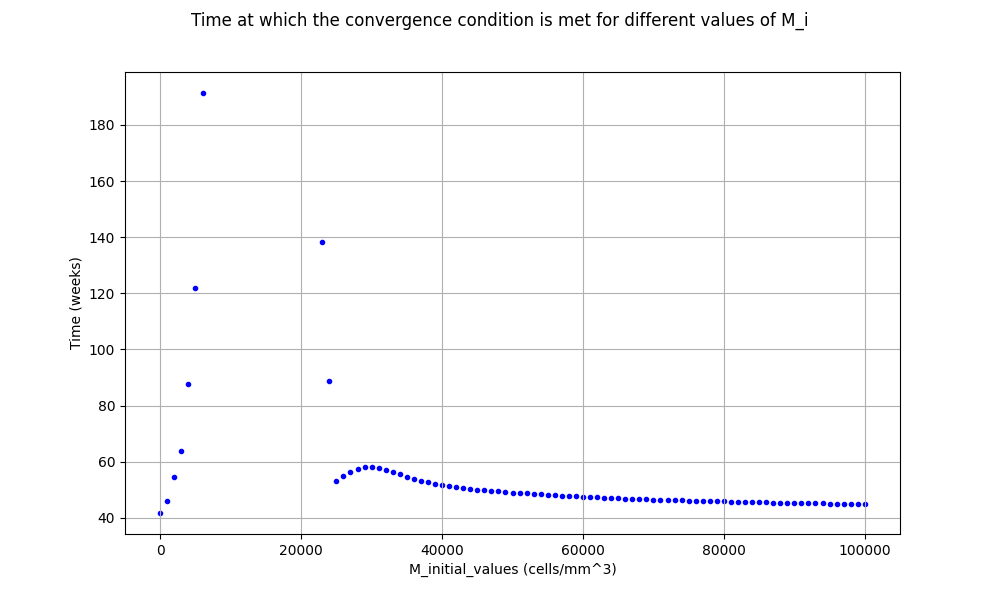 Time at which the convergence condition is met for different values of M_i
180
160
140
120
100
80
60
40
Time (weeks)
0 20000 40000 60000 80000 100000
M_initial_values (cells/mm^3)